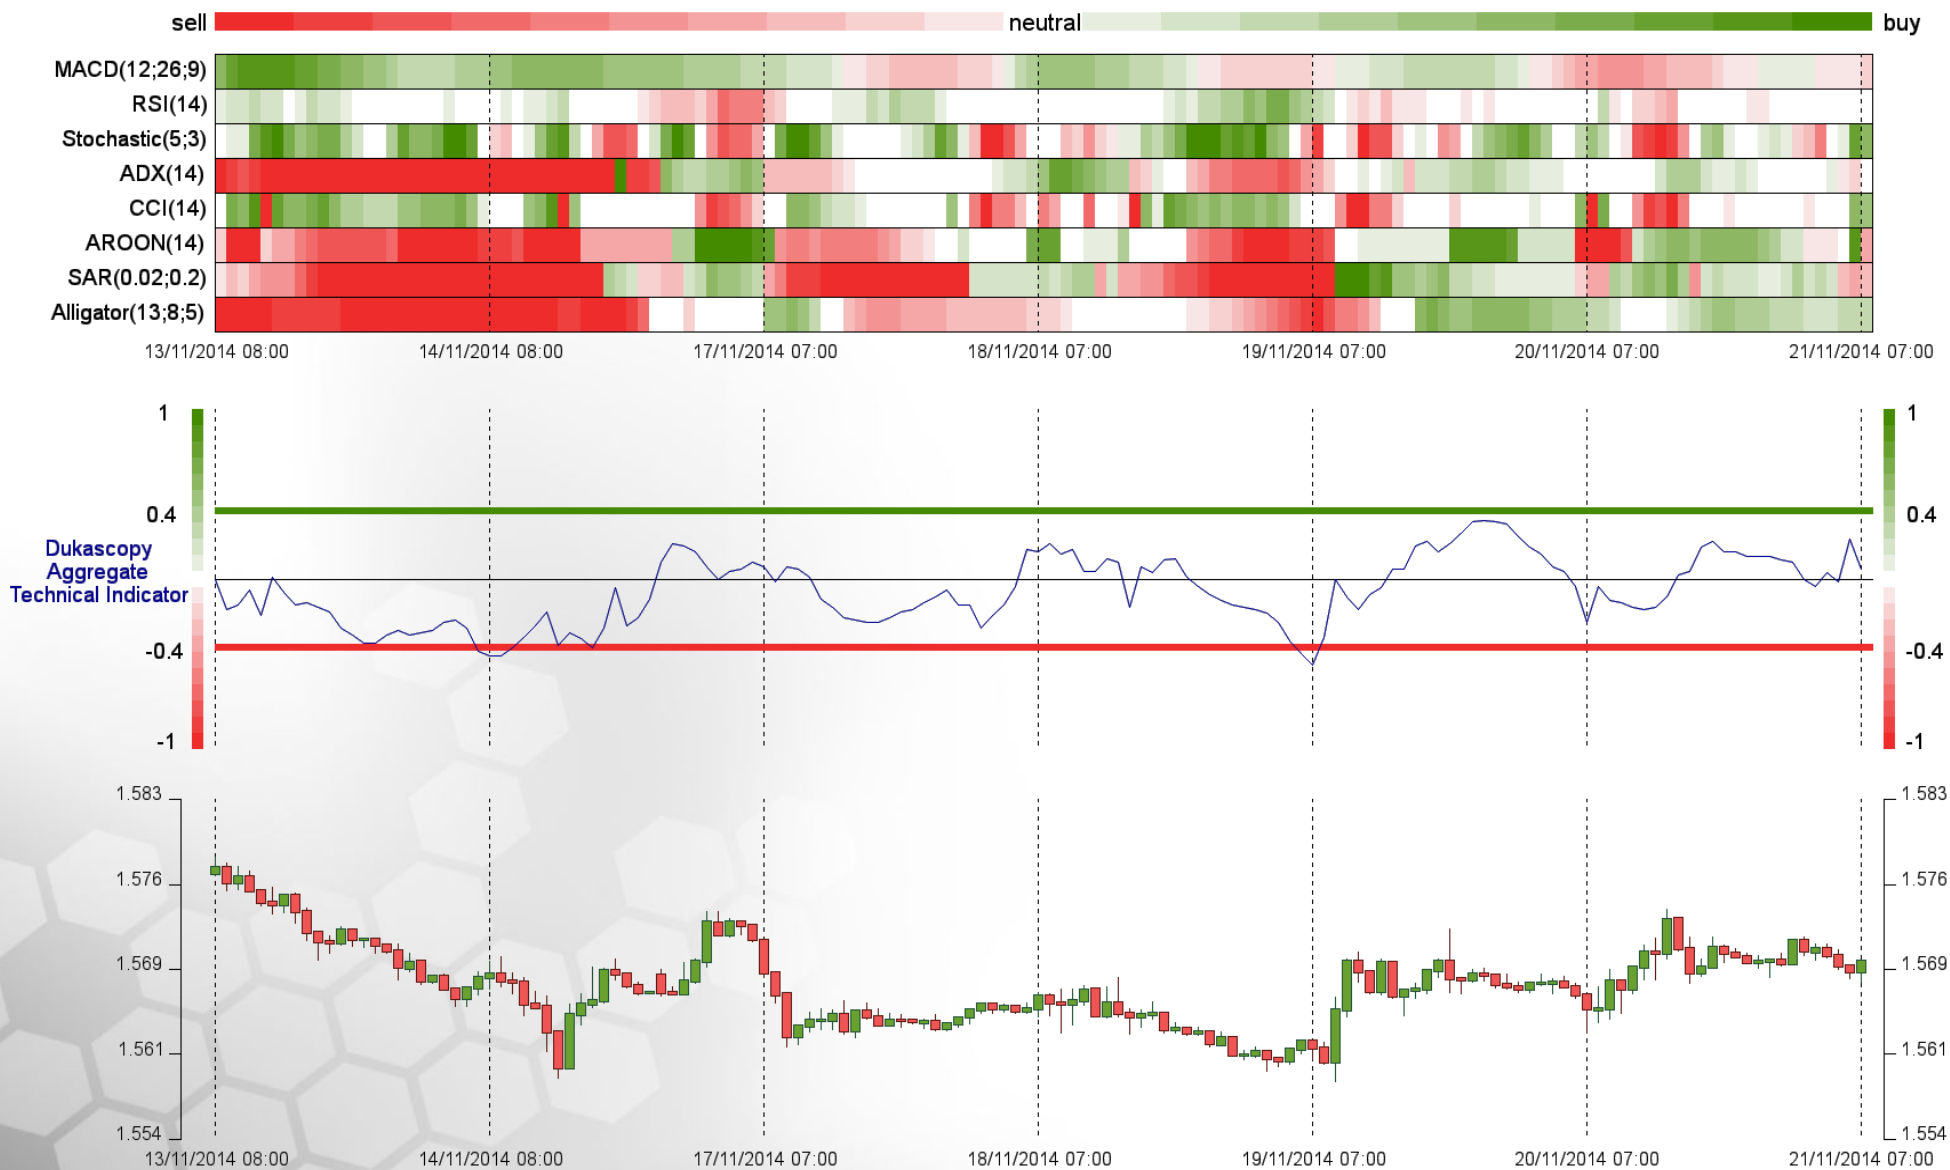 sell neutral buy
MACD(12;26;9)
RSI(14)
Stochastic(5;3)
ADX(14)
CCI(14)
AROON(14)
SAR(0.02;0.2)
Alligator(13;8;5)
13/11/2014 08:00 14/11/2014 08:00 17/11/2014 07:00 18/11/2014 07:00 19/11/2014 07:00 20/11/2014 07:00 21/11/2014 07:00
1 1
0.4 0.4
Dukascopy
Aggregate
Technical Indicator
-0.4 -0.4
-1 -1
1.583 1.583
1.576 1.576
1.569 1.569
1.561 1.561
1.554 1.554
13/11/2014 08:00 14/11/2014 08:00 17/11/2014 07:00 18/11/2014 07:00 19/11/2014 07:00 20/11/2014 07:00 21/11/2014 07:00